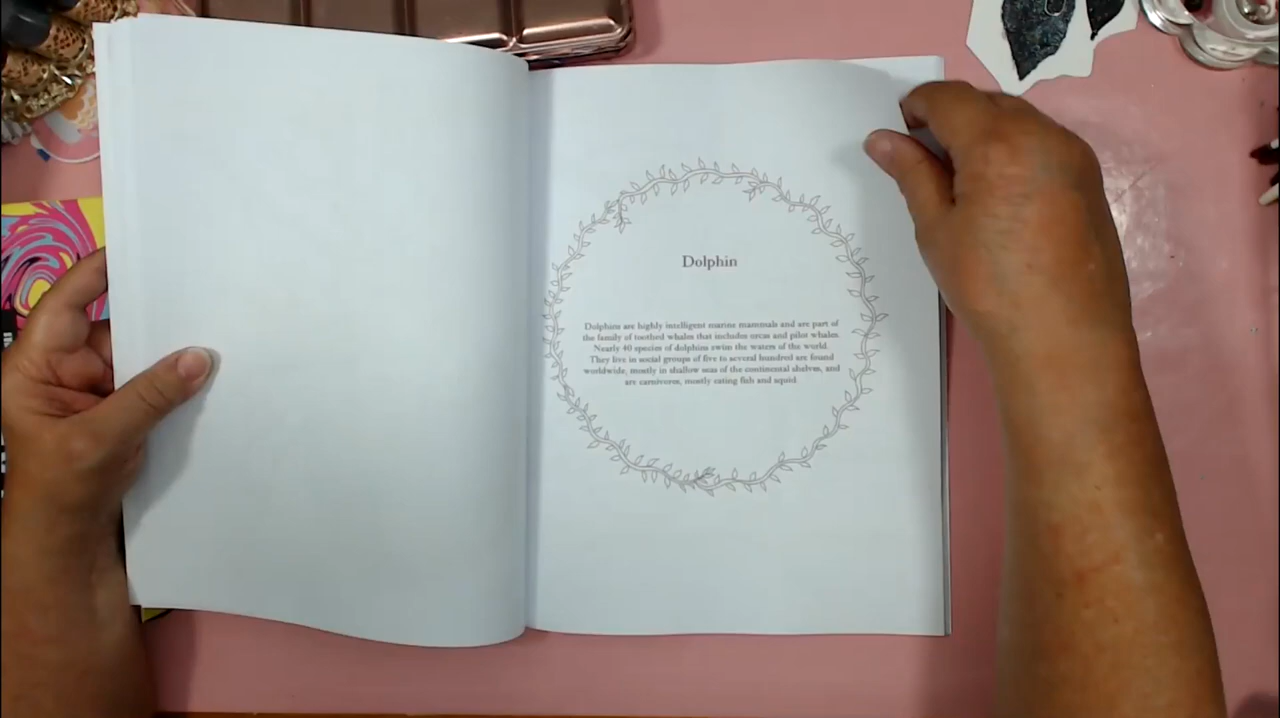 Dolphin
Dolphins are highly intelligent marine mammals and are part of
the family of toothed whales that includes orcas and pilot whales.
Nearly 40 species of dolphins swim the waters of the world.
They live in social groups of five to several hundred are found
worldwide, mostly in shallow seas of the continental shelves, and
are carnivores, mostly eating fish and squid.